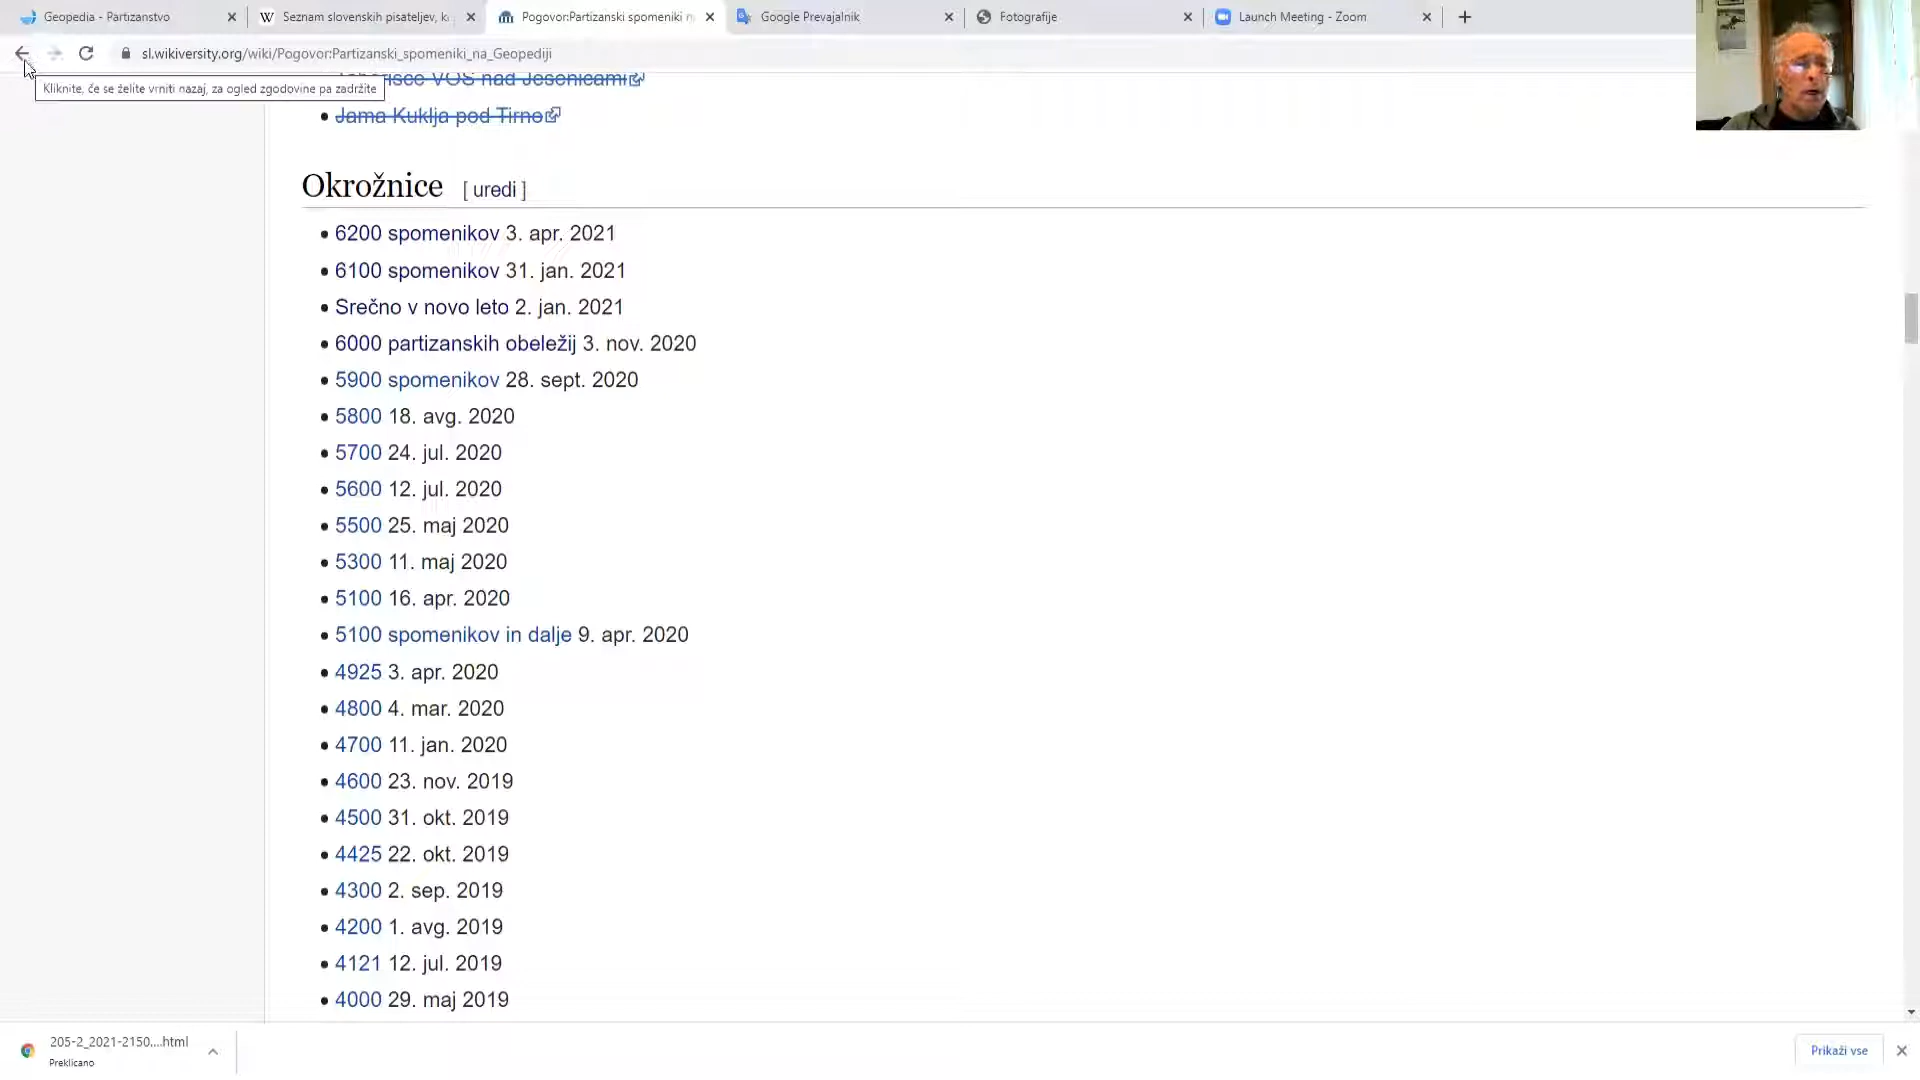 Geopedia - Partizanstvo
Seznam slovenskih pisateljev, k
Pogovor:Partizanski spomeniki n
Google Prevajalnik
Fotografije
Launch Meeting - Zoom
sl.wikiversity.org/wiki/Pogovor:Partizanski_spomeniki_na_Geopediji
VOS nad Jesenicami
Kliknite, če se želite vrniti nazaj, za ogled zgodovine pa zadržite
• Jama Kuklja pod Tirno
Okrožnice [ uredi ]
• 6200 spomenikov 3. apr. 2021
• 6100 spomenikov 31. jan. 2021
• Srečno v novo leto 2. jan. 2021
• 6000 partizanskih obeležij 3. nov. 2020
• 5900 spomenikov 28. sept. 2020
• 5800 18. avg. 2020
• 5700 24. jul. 2020
• 5600 12. jul. 2020
• 5500 25. maj 2020
• 5300 11. maj 2020
• 5100 16. apr. 2020
• 5100 spomenikov in dalje 9. apr. 2020
• 4925 3. apr. 2020
• 4800 4. mar. 2020
• 4700 11. jan. 2020
• 4600 23. nov. 2019
• 4500 31. okt. 2019
• 4425 22. okt. 2019
• 4300 2. sep. 2019
• 4200 1. avg. 2019
• 4121 12. jul. 2019
• 4000 29. maj 2019
205-2_2021-2150....html
Preklicano
Prikaži vse